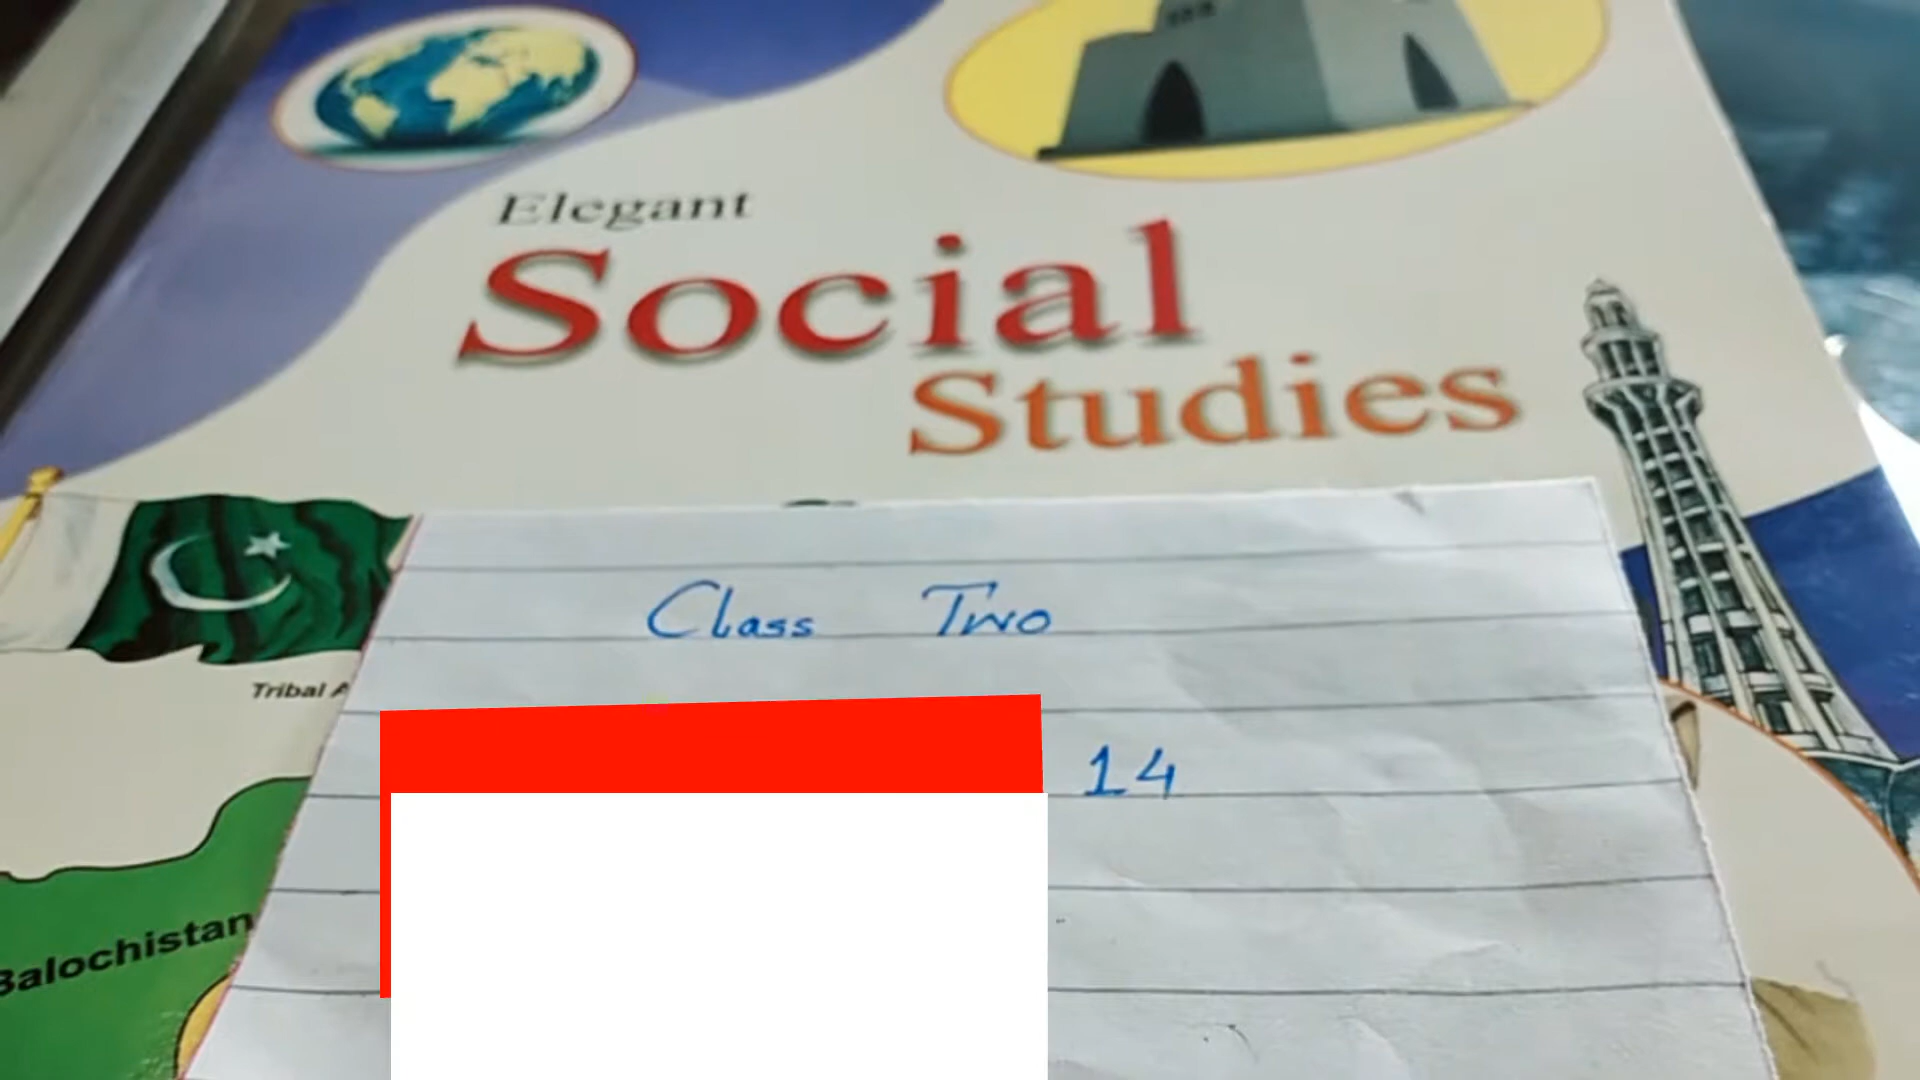 Elegant
Social
Studies
Class Two
Tribal
14
Balochistan